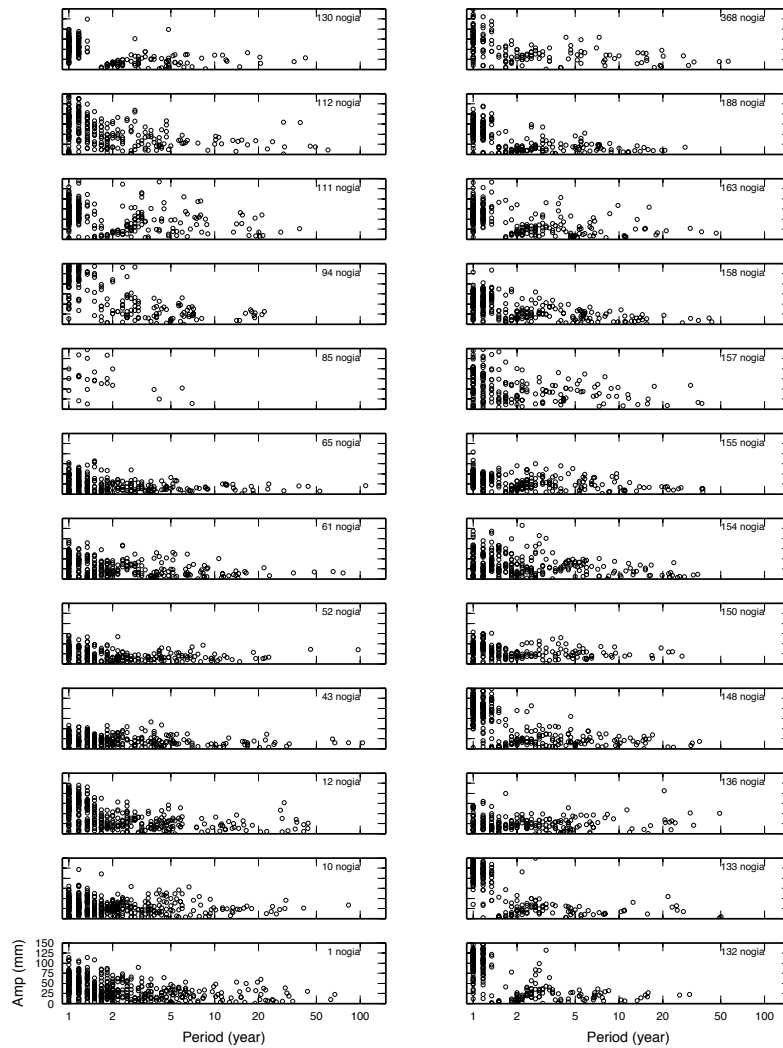 130 nogia
368 nogia
112 nogia
188 nogia
111 nogia
163 nogia
94 nogia
158 nogia
85 nogia
157 nogia
65 nogia
155 nogia
61 nogia
154 nogia
52 nogia
150 nogia
43 nogia
148 nogia
12 nogia
136 nogia
10 nogia
133 nogia
1 nogia
132 nogia
Amp (mm)
150
125
100
75
50
25
0
1 2 5 10 20 50 100
1 2 5 10 20 50 100
Period (year)
Period (year)